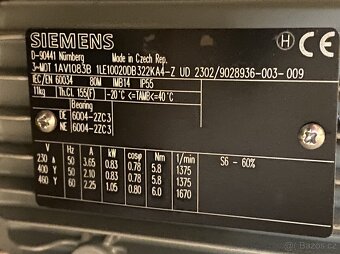 SIEMENS
H CE
D-90441 Nürnberg Made in Czech Rep.
3-MOT 1AV1083B 1LE10020DB322KA4-Z UD 2302/9028936-003-009
IEC/EN 60034 80M IMB14 IP55
11kg Th.CL 155(F) -20°C <=TAMB<=40°C
Bearing
DE 6004-2ZC3
NE 6004-2ZC3
V Hz A kW cosφ Nm 1/min
230 Δ 50 3.65 0.83 0.78 5.8 1375 S6 - 60%
400 Y 50 2.10 0.83 0.78 5.8 1375
460 Y 60 2.25 1.05 0.80 6.0 1670
Bazoš.cz